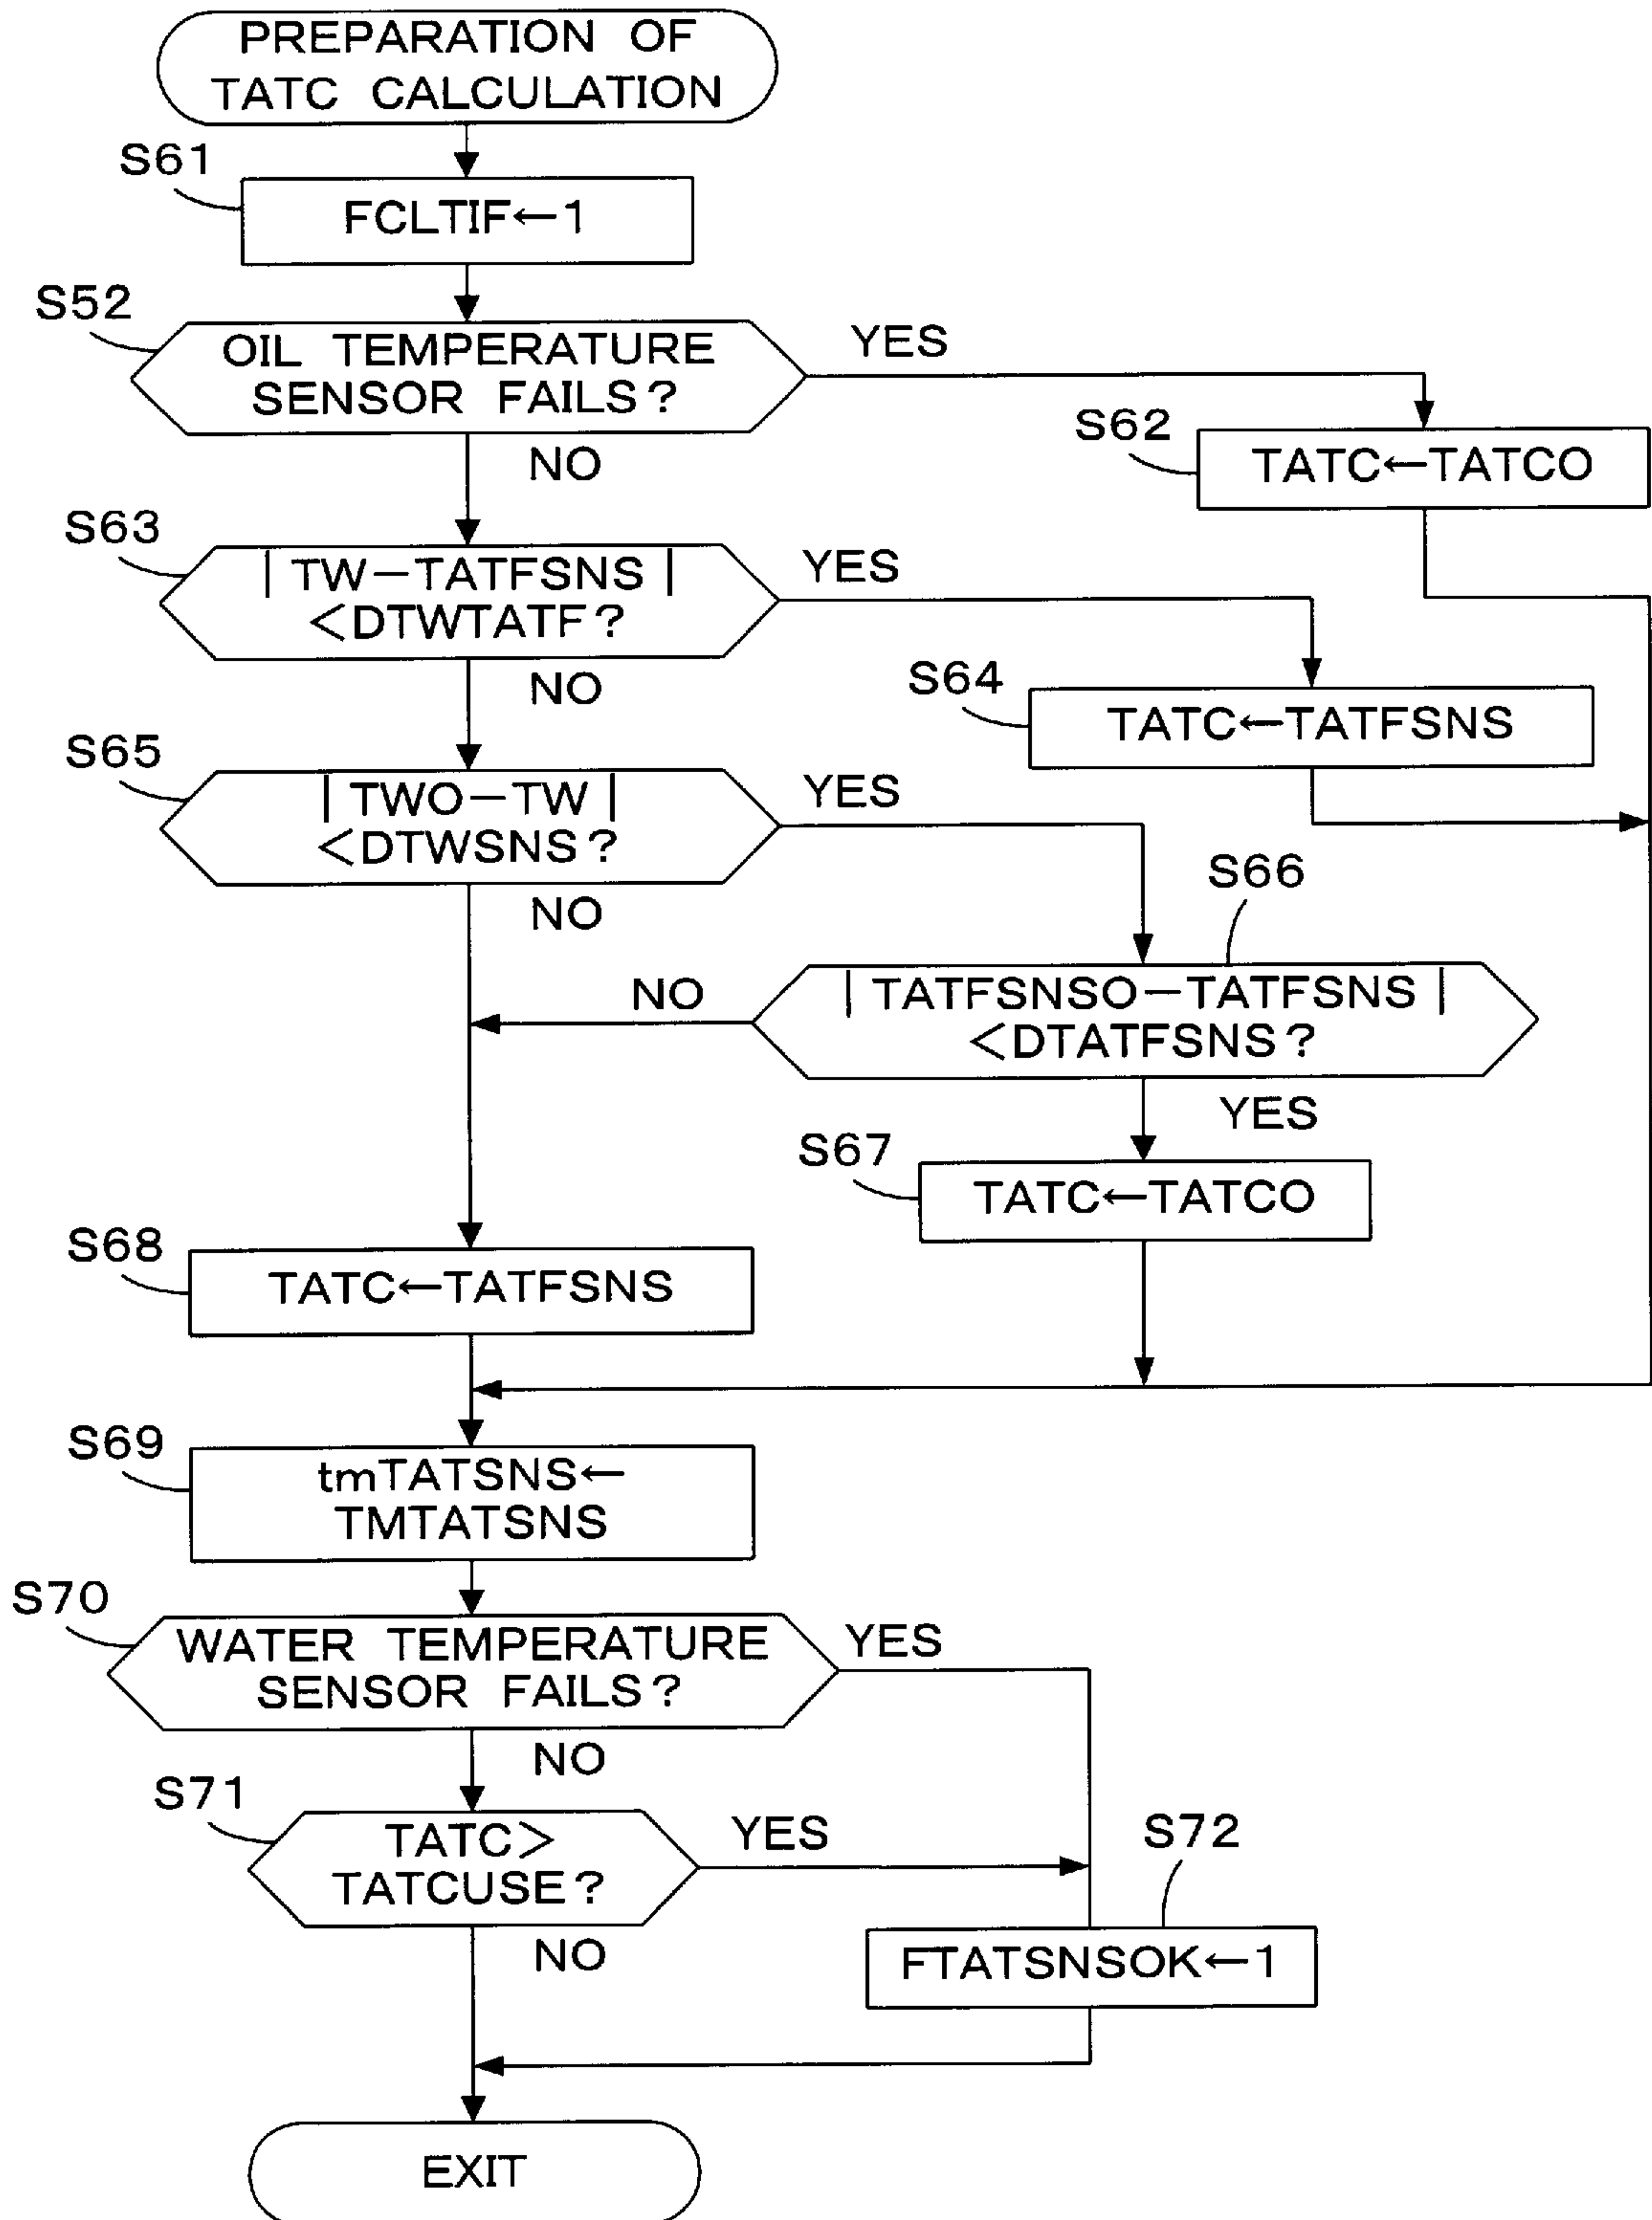 PREPARATION OF
TATC CALCULATION
S61
FCLTIF←1
S52
OIL TEMPERATURE
SENSOR FAILS?
YES
NO
S62
TATC←TATCO
S63
|TW−TATFSNS|
<DTWTATF?
YES
NO
S64
TATC←TATFSNS
S65
|TWO−TW|
<DTWSNS?
YES
NO
S66
|TATFSNSO−TATFSNS|
<DTATFSNS?
NO
YES
S67
TATC←TATCO
S68
TATC←TATFSNS
S69
tmTATSNS←
TMTATSNS
S70
WATER TEMPERATURE
SENSOR FAILS?
YES
NO
S71
TATC>
TATCUSE?
YES
NO
S72
FTATSNSOK←1
EXIT